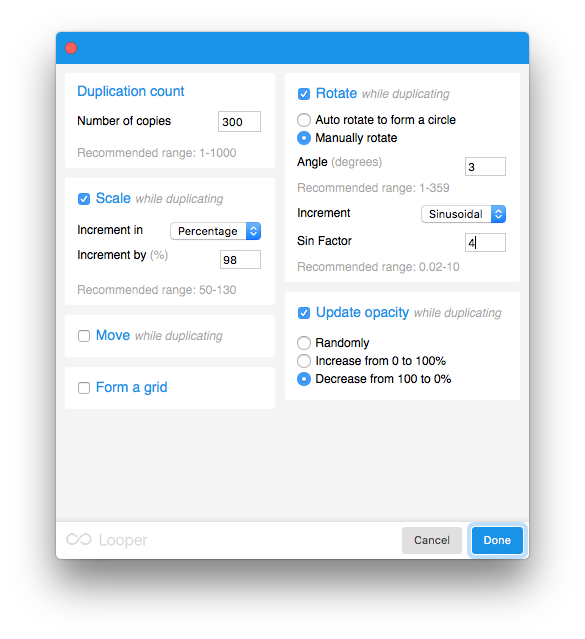 Duplication count
Number of copies 300
Recommended range: 1-1000
Scale while duplicating
Increment in Percentage
Increment by (%) 98
Recommended range: 50-130
Move while duplicating
Form a grid
Rotate while duplicating
Auto rotate to form a circle
Manually rotate
Angle (degrees) 3
Recommended range: 1-359
Increment Sinusoidal
Sin Factor 4
Recommended range: 0.02-10
Update opacity while duplicating
Randomly
Increase from 0 to 100%
Decrease from 100 to 0%
Looper Cancel Done